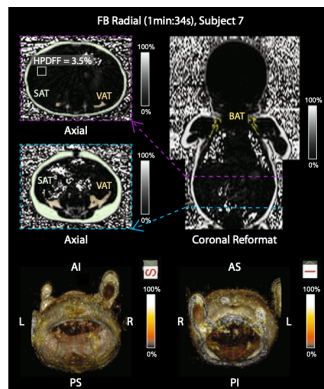 FB Radial (1min:34s), Subject 7
HPDFF = 3.5%
SAT
VAT
100%
0%
Axial
BAT
100%
0%
SAT
VAT
100%
0%
Axial
Coronal Reformat
AI
S
100%
0%
L
R
PS
AS
I
100%
0%
R
L
PI